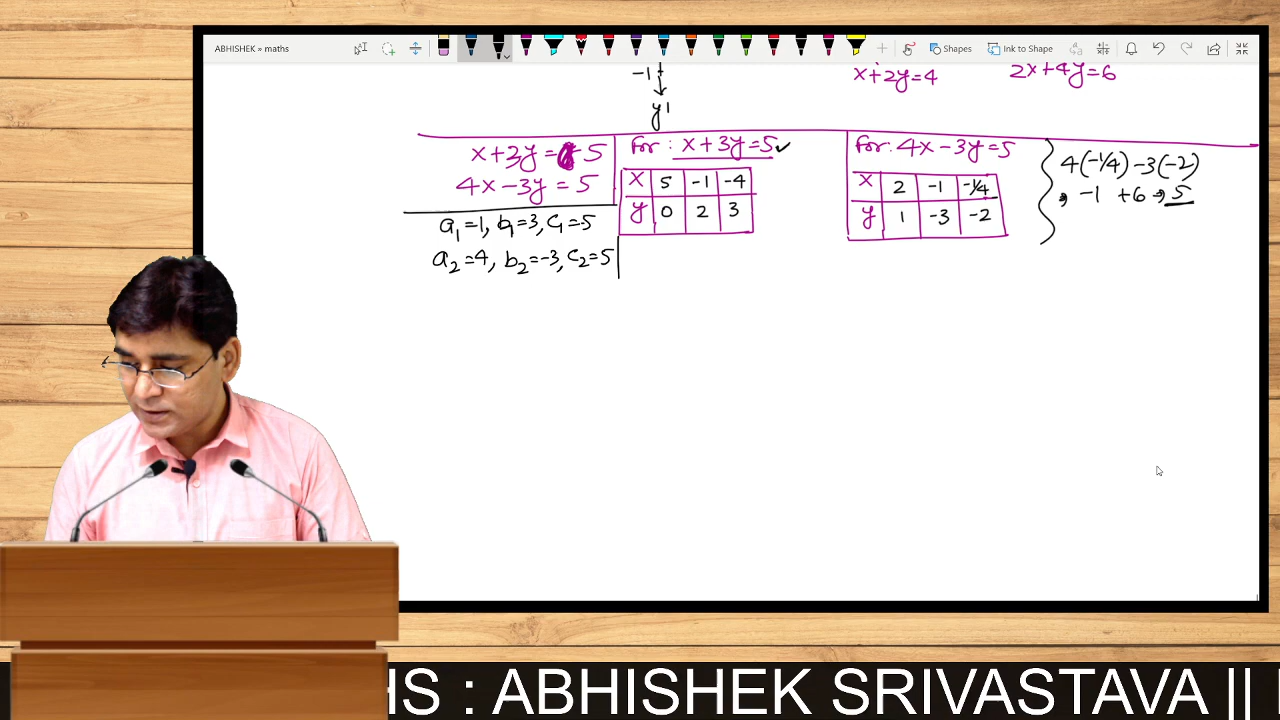 ABHISHEK » maths
Shapes
Ink to Shape
-1
y'
x+2y=4
2x+4y=6
x+3y=5
4x-3y=5
a₁=1, b₁=3, c₁=5
a₂=4, b₂=-3, c₂=5
For: x+3y=5✓
x 5 -1 -4
y 0 2 3
For: 4x-3y=5
x 2 -1 -1/4
y 1 -3 -2
4(-1/4)-3(-2)
⇒ -1 +6 ⇒ 5
HS : ABHISHEK SRIVASTAVA ||